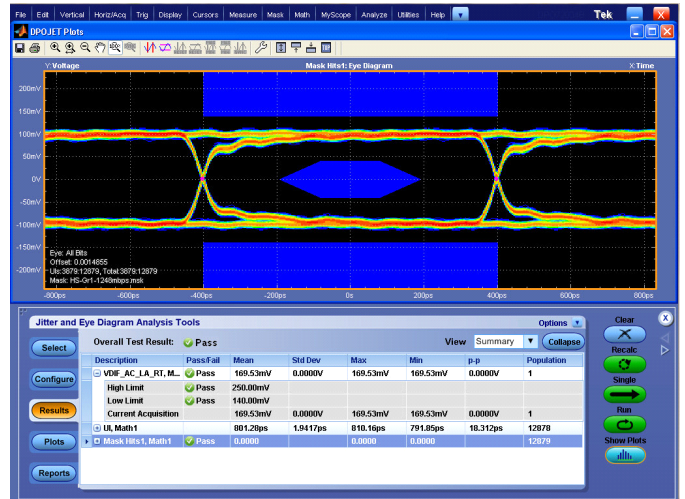 File Edit Vertical Horiz/Acq Trig Display Cursors Measure Mask Math MyScope Analyze Utilities Help Tek X
DPOJET Plots
Y: Voltage Mask Hits1: Eye Diagram X: Time
200mV
150mV
100mV
50mV
0V
-50mV
-100mV
-150mV
-200mV
Eye: All Bits
Offset: 0.0014855
UIs:3879:12879, Total:3879:12879
Mask: HS-Gr1-1248mbps.msk
-800ps -600ps -400ps -200ps 0s 200ps 400ps 600ps 800ps
Jitter and Eye Diagram Analysis Tools Options
Clear
X
Select
Overall Test Result: Pass View Summary Collapse
Recalc
Description Pass/Fail Mean Std Dev Max Min p-p Population
VDIF_AC_LA_RT, M... Pass 169.53mV 0.0000V 169.53mV 169.53mV 0.0000V 1
Configure
High Limit Pass 250.00mV
Single
Low Limit Pass 140.00mV
Results
Current Acquisition 169.53mV 0.0000V 169.53mV 169.53mV 0.0000V 1
Run
UI, Math1 801.28ps 1.9417ps 810.16ps 791.85ps 18.312ps 12878
Plots
Mask Hits1, Math1 Pass 0.0000 0.0000 0.0000 12879
Show Plots
Reports